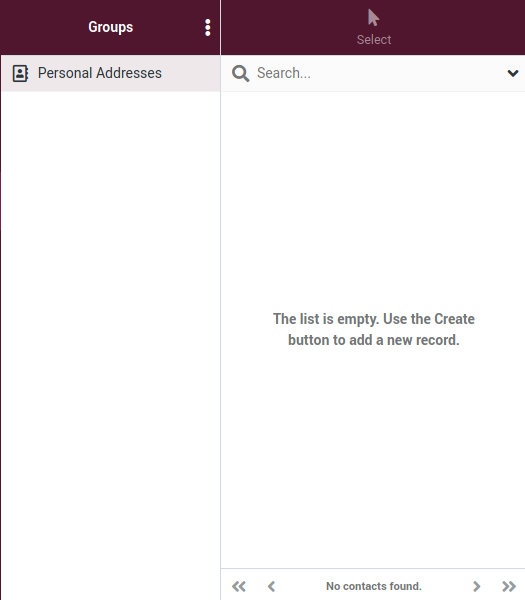 Groups
Select
Personal Addresses
Search...
The list is empty. Use the Create
button to add a new record.
No contacts found.